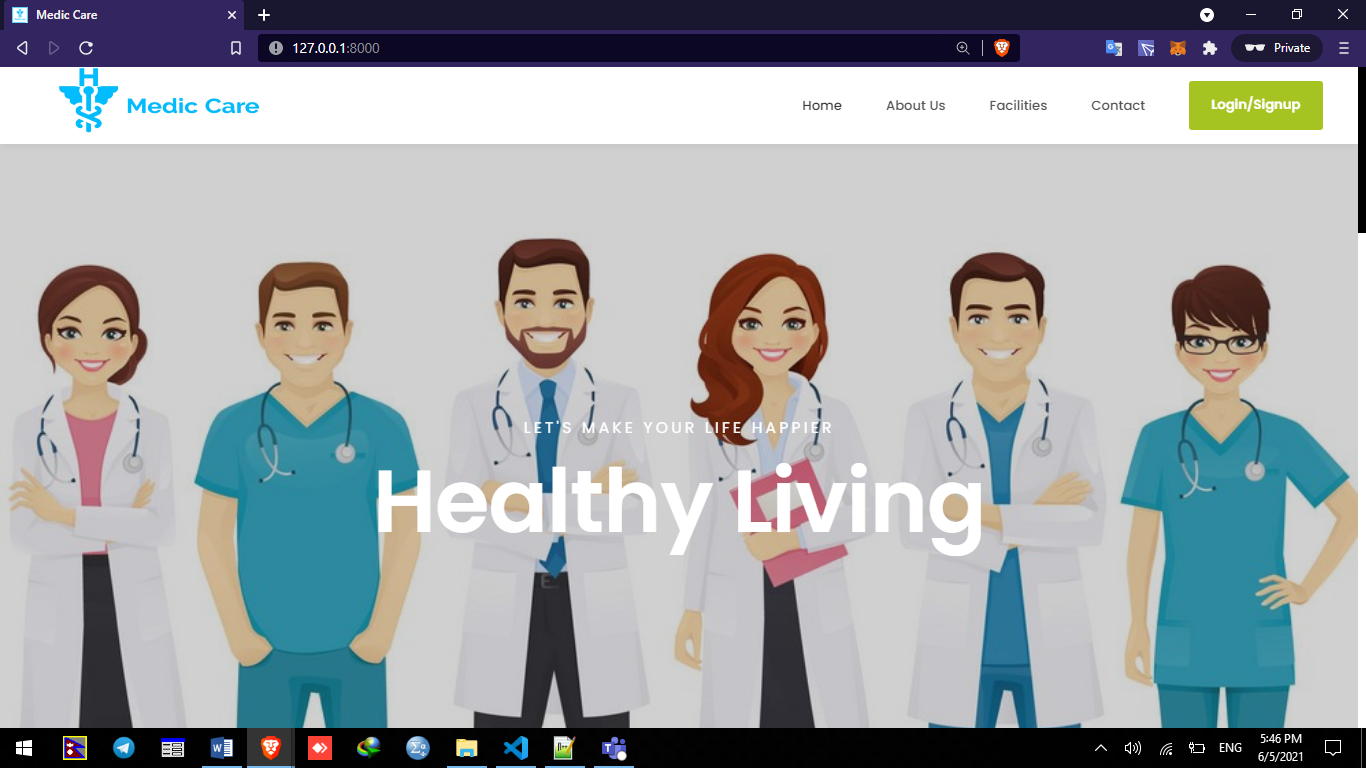 Medic Care
127.0.0.1:8000
Private
Medic Care
Home
About Us
Facilities
Contact
Login/Signup
LET'S MAKE YOUR LIFE HAPPIER
Healthy Living
ENG
5:46 PM
6/5/2021